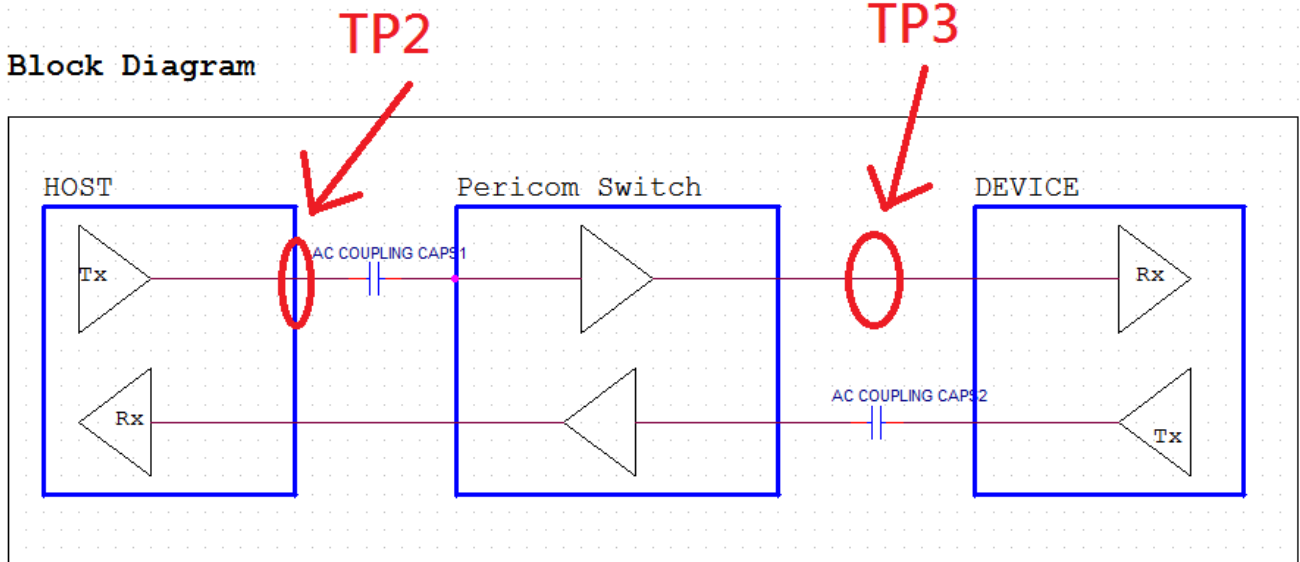 TP2
TP3
Block Diagram
HOST
Pericom Switch
DEVICE
AC COUPLING CAPS1
Tx
Rx
AC COUPLING CAPS2
Rx
Tx